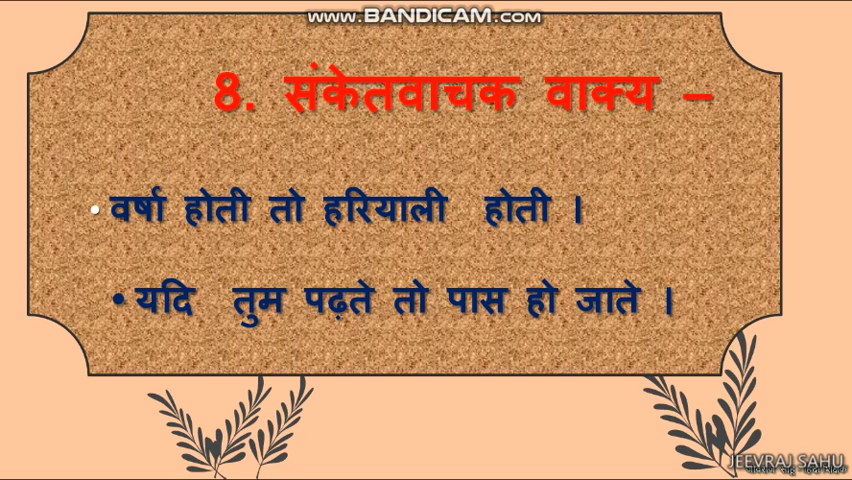 www.BANDICAM.com
8. संकेतवाचक वाक्य –
• वर्षा होती तो हरियाली होती ।
• यदि तुम पढ़ते तो पास हो जाते ।
JEEVRAJ SAHU